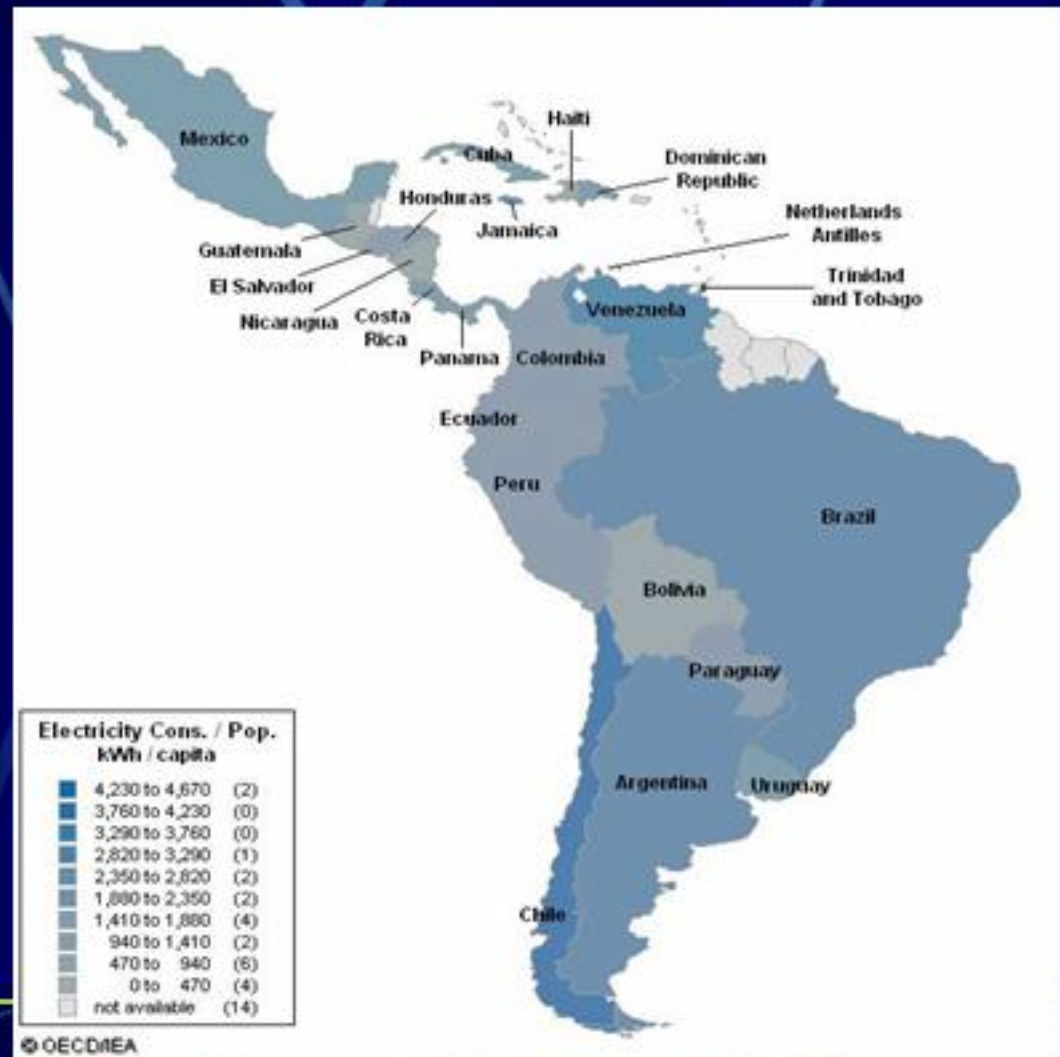 Mexico
Haiti
Cuba
Dominican
Republic
Honduras
Jamaica
Netherlands
Antilles
Guatemala
El Salvador
Trinidad
and Tobago
Nicaragua
Costa
Rica
Venezuela
Panama
Colombia
Ecuador
Peru
Brazil
Bolivia
Paraguay
Argentina
Uruguay
Chile
Electricity Cons. / Pop.
kWh / capita
4,230 to 4,670 (2)
3,760 to 4,230 (0)
3,290 to 3,760 (0)
2,820 to 3,290 (1)
2,350 to 2,820 (2)
1,880 to 2,350 (2)
1,410 to 1,880 (4)
940 to 1,410 (2)
470 to 940 (6)
0 to 470 (4)
not available (14)
© OECD/IEA